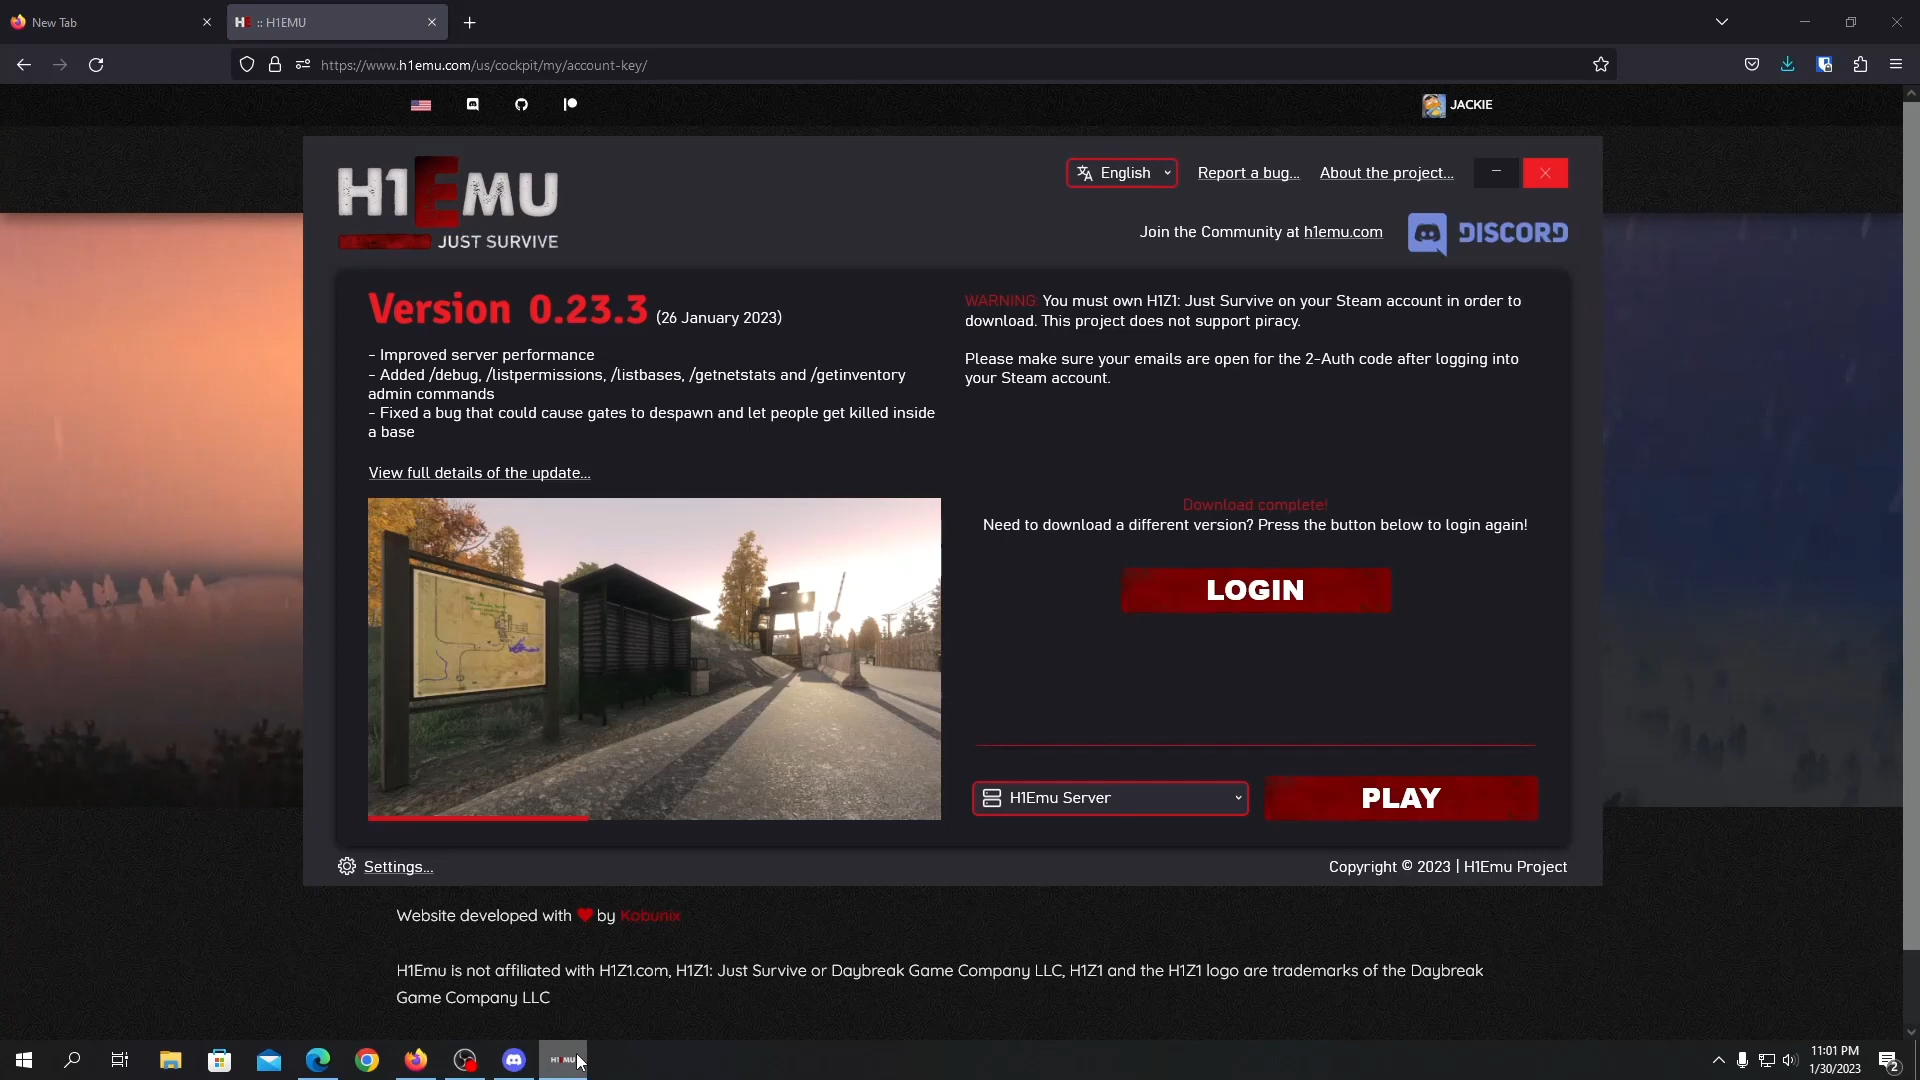 New Tab
:: H1EMU
https://www.h1emu.com/us/cockpit/my/account-key/
JACKIE
H1EMU
JUST SURVIVE
English
Report a bug...
About the project...
Join the Community at h1emu.com
DISCORD
Version 0.23.3 (26 January 2023)
- Improved server performance
- Added /debug, /listpermissions, /listbases, /getnetstats and /getinventory
admin commands
- Fixed a bug that could cause gates to despawn and let people get killed inside
a base
View full details of the update...
WARNING: You must own H1Z1: Just Survive on your Steam account in order to
download. This project does not support piracy.
Please make sure your emails are open for the 2-Auth code after logging into
your Steam account.
Download complete!
Need to download a different version? Press the button below to login again!
LOGIN
H1Emu Server
PLAY
Settings...
Copyright © 2023 | H1Emu Project
Website developed with ❤ by Kobunix
H1Emu is not affiliated with H1Z1.com, H1Z1: Just Survive or Daybreak Game Company LLC, H1Z1 and the H1Z1 logo are trademarks of the Daybreak
Game Company LLC
H1EMU
11:01 PM
1/30/2023
2